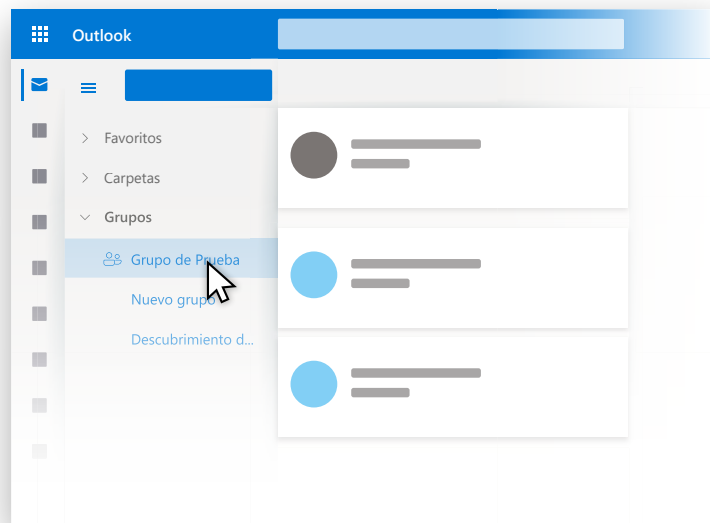 Outlook
Favoritos
Carpetas
Grupos
Grupo de Prueba
Nuevo grupo
Descubrimiento d...